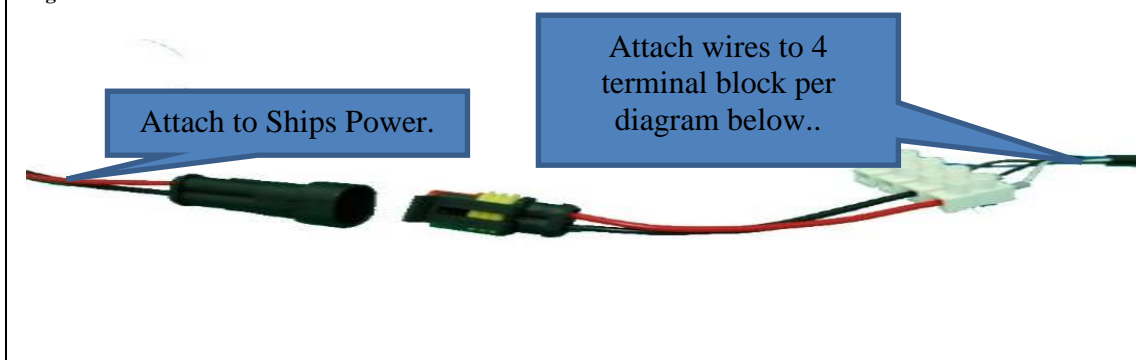 Attach wires to 4
terminal block per
diagram below..
Attach to Ships Power.